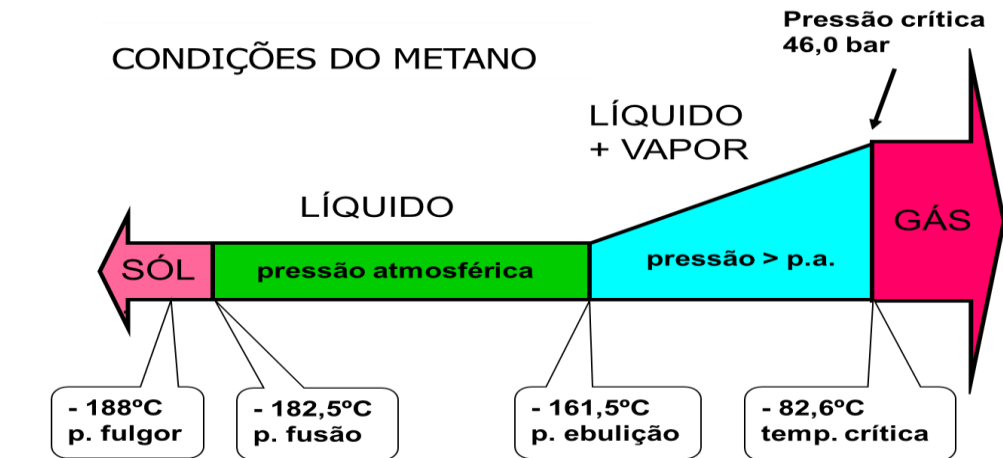 Pressão crítica
46,0 bar
CONDIÇÕES DO METANO
LÍQUIDO
+ VAPOR
LÍQUIDO
GÁS
SÓL
pressão atmosférica
pressão > p.a.
- 188ºC
p. fulgor
- 182,5ºC
p. fusão
- 161,5ºC
p. ebulição
- 82,6ºC
temp. crítica